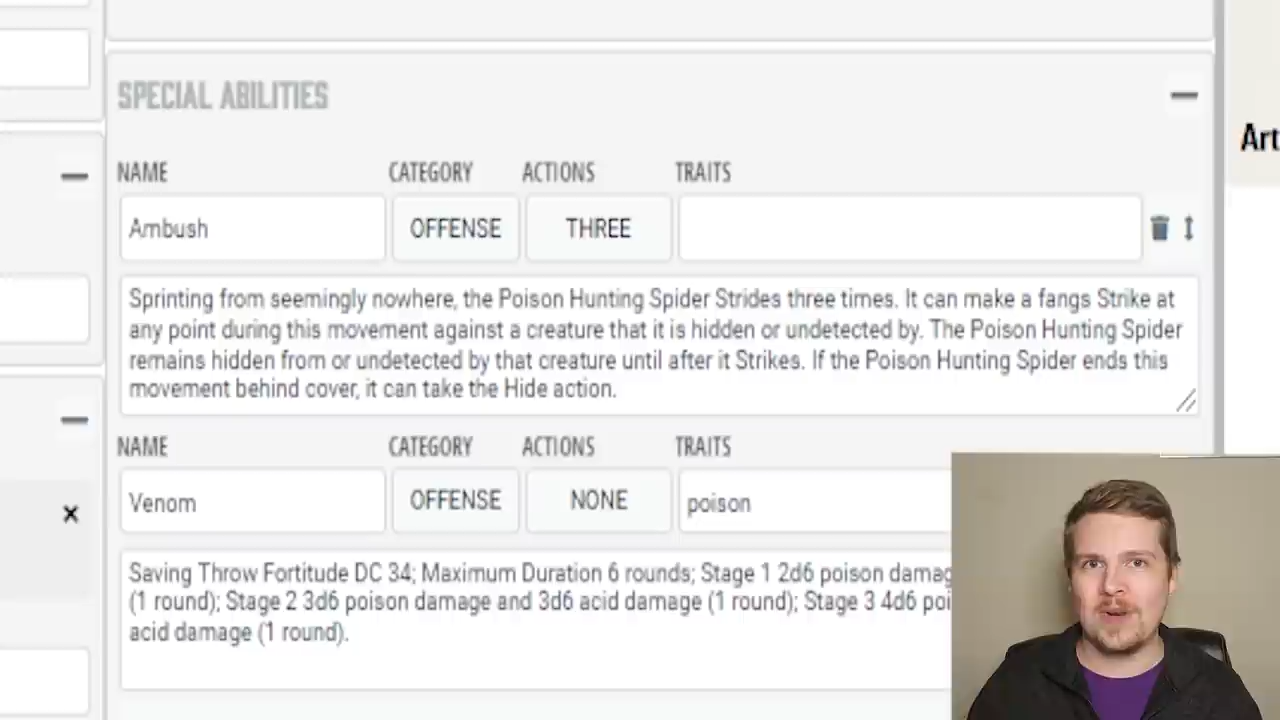 SPECIAL ABILITIES
Art
NAME CATEGORY ACTIONS TRAITS
Ambush OFFENSE THREE
Sprinting from seemingly nowhere, the Poison Hunting Spider Strides three times. It can make a fangs Strike at
any point during this movement against a creature that it is hidden or undetected by. The Poison Hunting Spider
remains hidden from or undetected by that creature until after it Strikes. If the Poison Hunting Spider ends this
movement behind cover, it can take the Hide action.
NAME CATEGORY ACTIONS TRAITS
Venom OFFENSE NONE poison
Saving Throw Fortitude DC 34; Maximum Duration 6 rounds; Stage 1 2d6 poison damag
(1 round); Stage 2 3d6 poison damage and 3d6 acid damage (1 round); Stage 3 4d6 poi
acid damage (1 round).